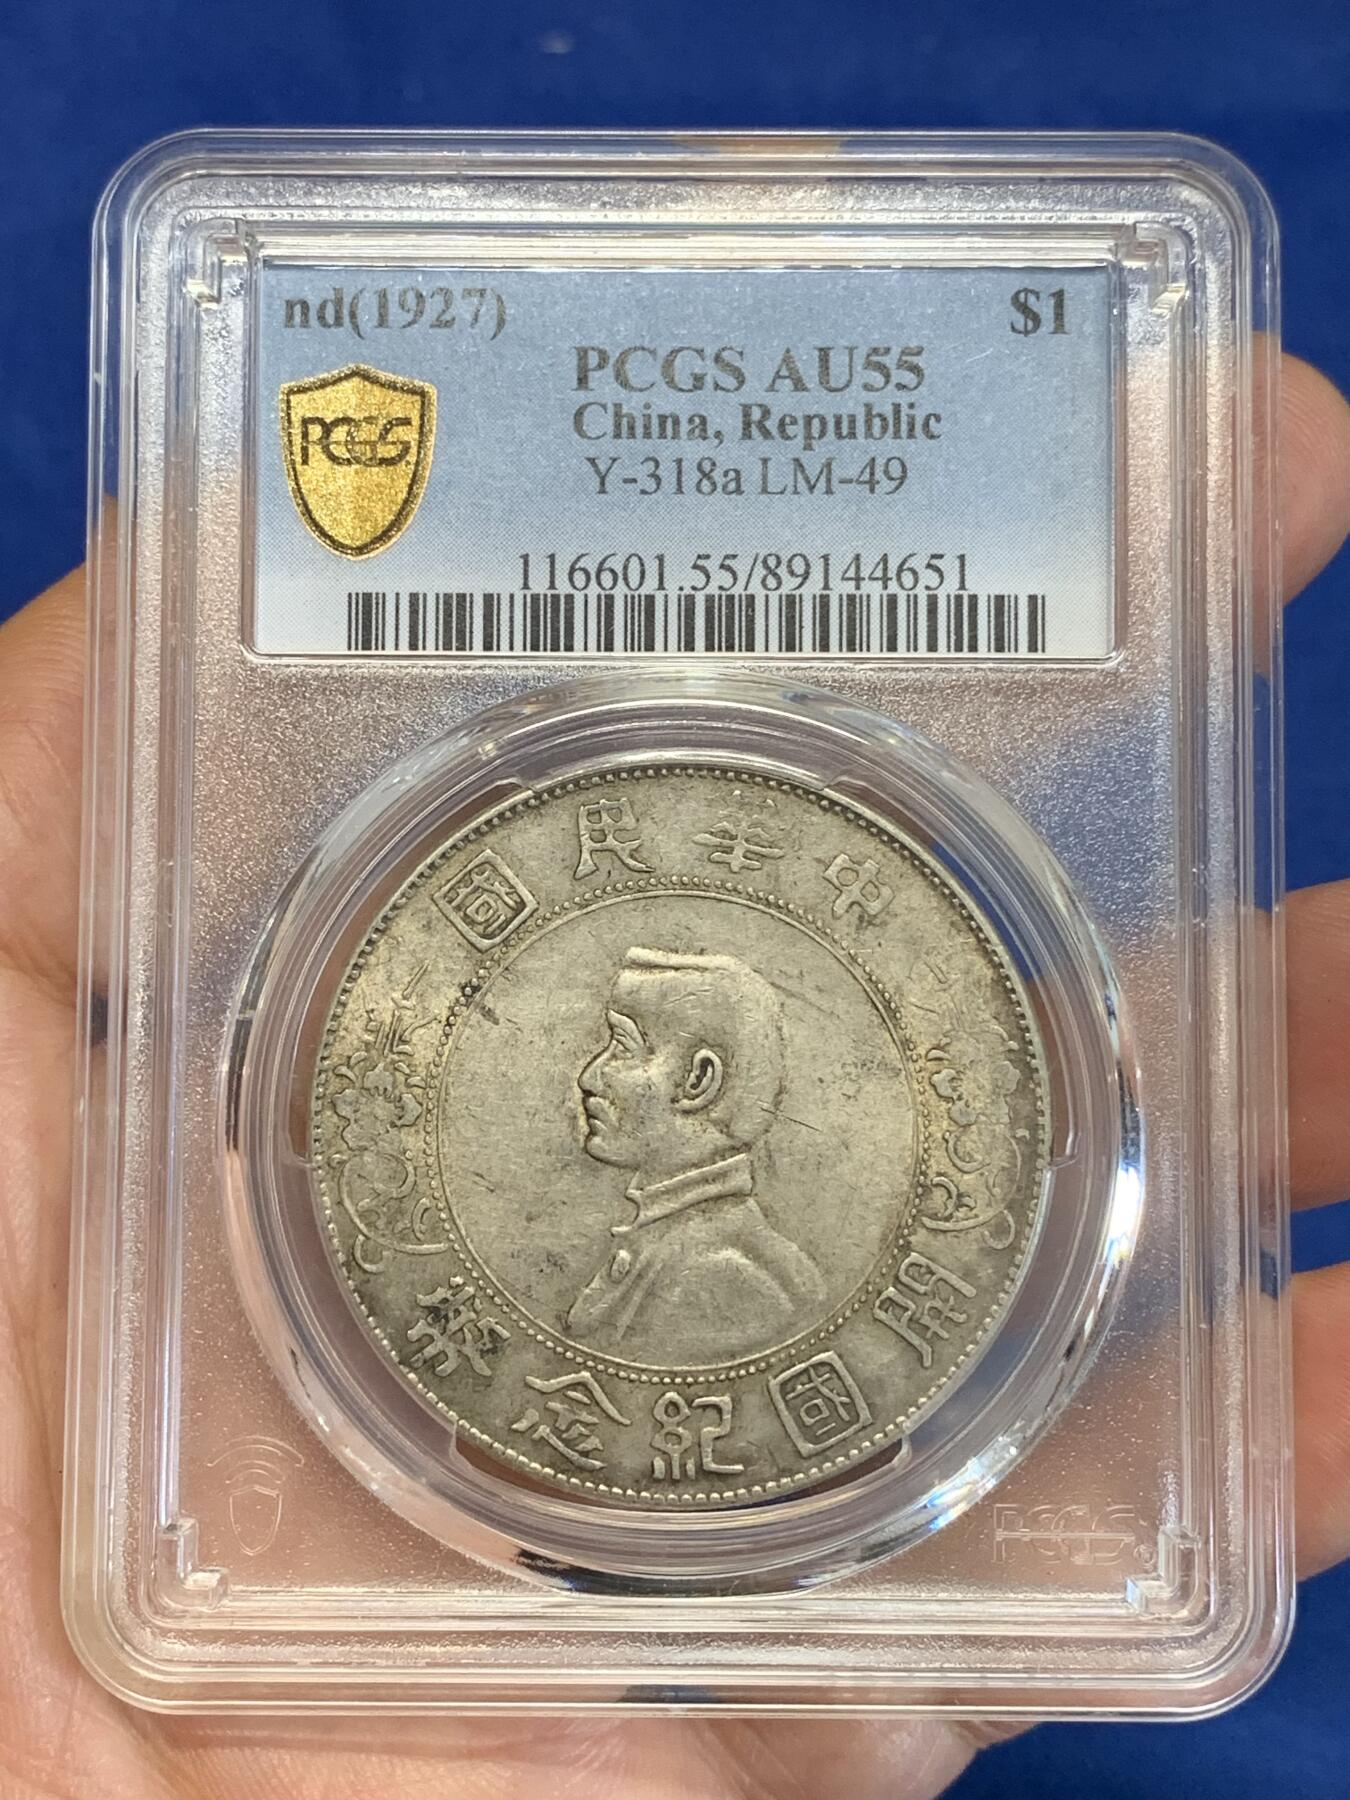 nd(1927) $1
PCGS AU55
China, Republic
PCGS
Y-318a LM-49
116601.55/89144651
中華民國
開國紀念幣
PCGS